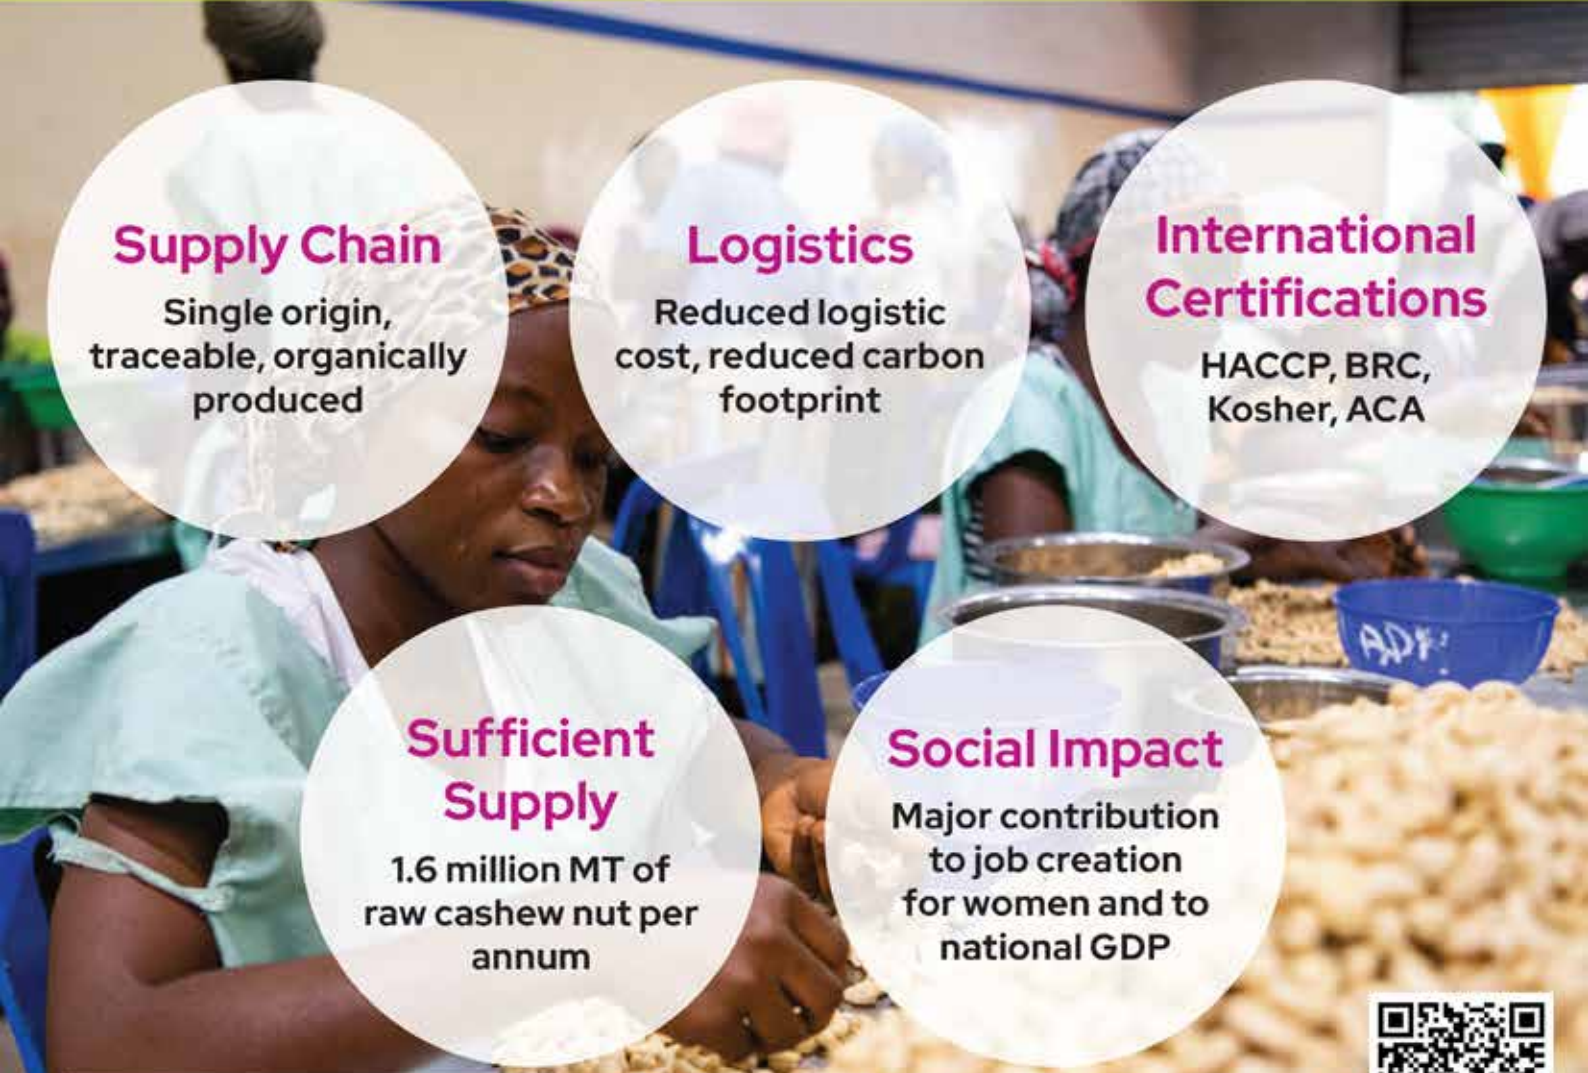 Supply Chain
Single origin,
traceable, organically
produced
Logistics
Reduced logistic
cost, reduced carbon
footprint
International
Certifications
HACCP, BRC,
Kosher, ACA
Sufficient
Supply
1.6 million MT of
raw cashew nut per
annum
Social Impact
Major contribution
to job creation
for women and to
national GDP